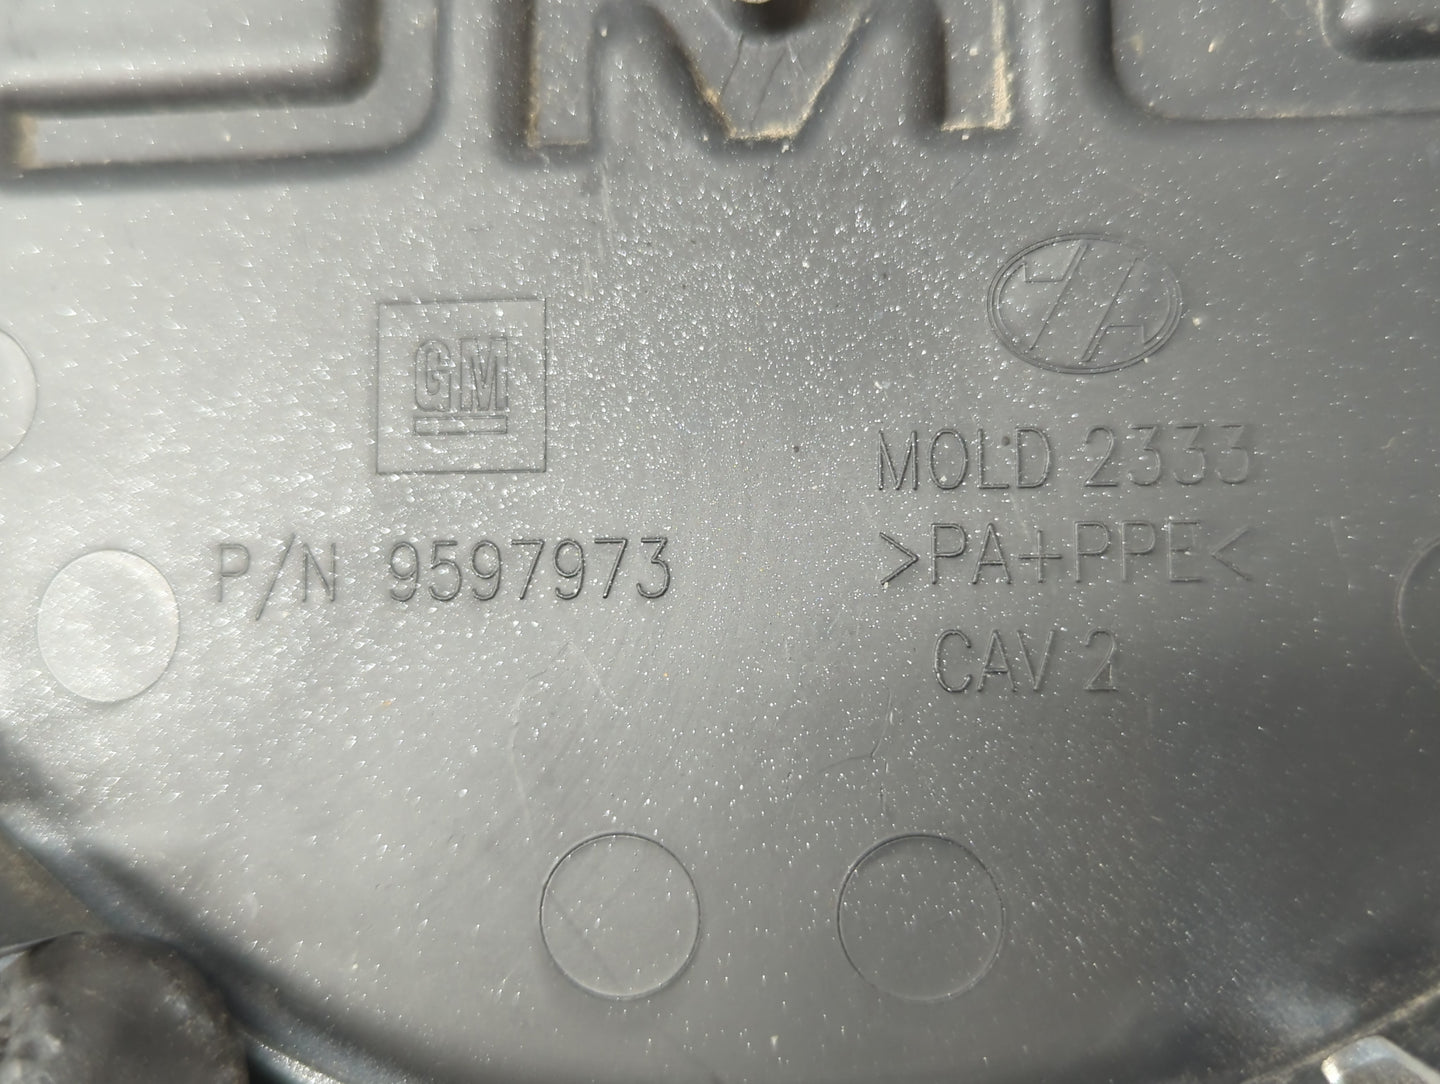 GM
P/N 9597973
MOLD 2333
>PA+PPE<
CAV 2